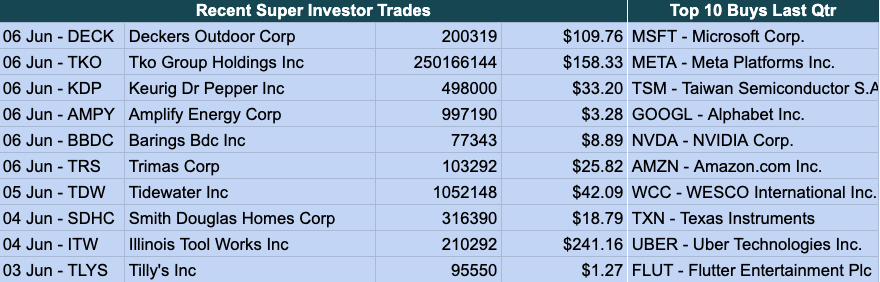 Recent Super Investor Trades Top 10 Buys Last Qtr
06 Jun - DECK Deckers Outdoor Corp 200319 $109.76 MSFT - Microsoft Corp.
06 Jun - TKO Tko Group Holdings Inc 250166144 $158.33 META - Meta Platforms Inc.
06 Jun - KDP Keurig Dr Pepper Inc 498000 $33.20 TSM - Taiwan Semiconductor S.A
06 Jun - AMPY Amplify Energy Corp 997190 $3.28 GOOGL - Alphabet Inc.
06 Jun - BBDC Barings Bdc Inc 77343 $8.89 NVDA - NVIDIA Corp.
06 Jun - TRS Trimas Corp 103292 $25.82 AMZN - Amazon.com Inc.
05 Jun - TDW Tidewater Inc 1052148 $42.09 WCC - WESCO International Inc.
04 Jun - SDHC Smith Douglas Homes Corp 316390 $18.79 TXN - Texas Instruments
04 Jun - ITW Illinois Tool Works Inc 210292 $241.16 UBER - Uber Technologies Inc.
03 Jun - TLYS Tilly's Inc 95550 $1.27 FLUT - Flutter Entertainment Plc